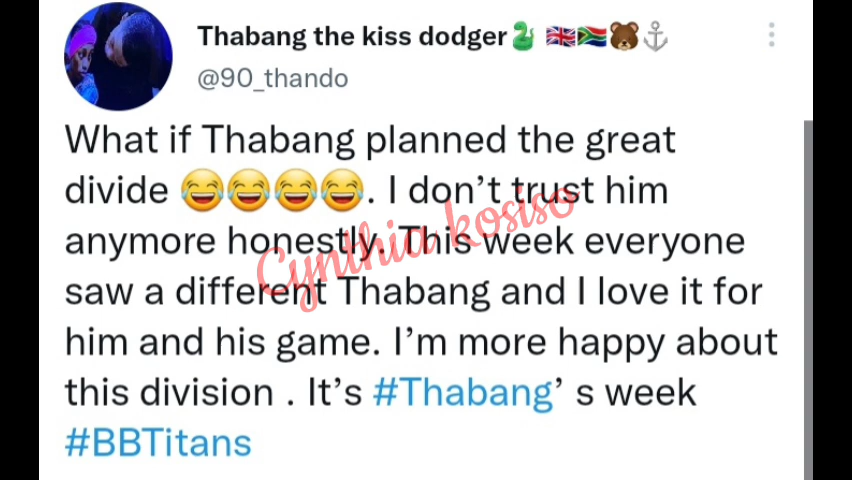 Thabang the kiss dodger🐍 🇬🇧🇿🇦🐻⚓
@90_thando
What if Thabang planned the great
divide 😂😂😂😂. I don’t trust him
anymore honestly. This week everyone
saw a different Thabang and I love it for
him and his game. I’m more happy about
this division . It’s #Thabang’ s week
#BBTitans
Cynthia kosiso